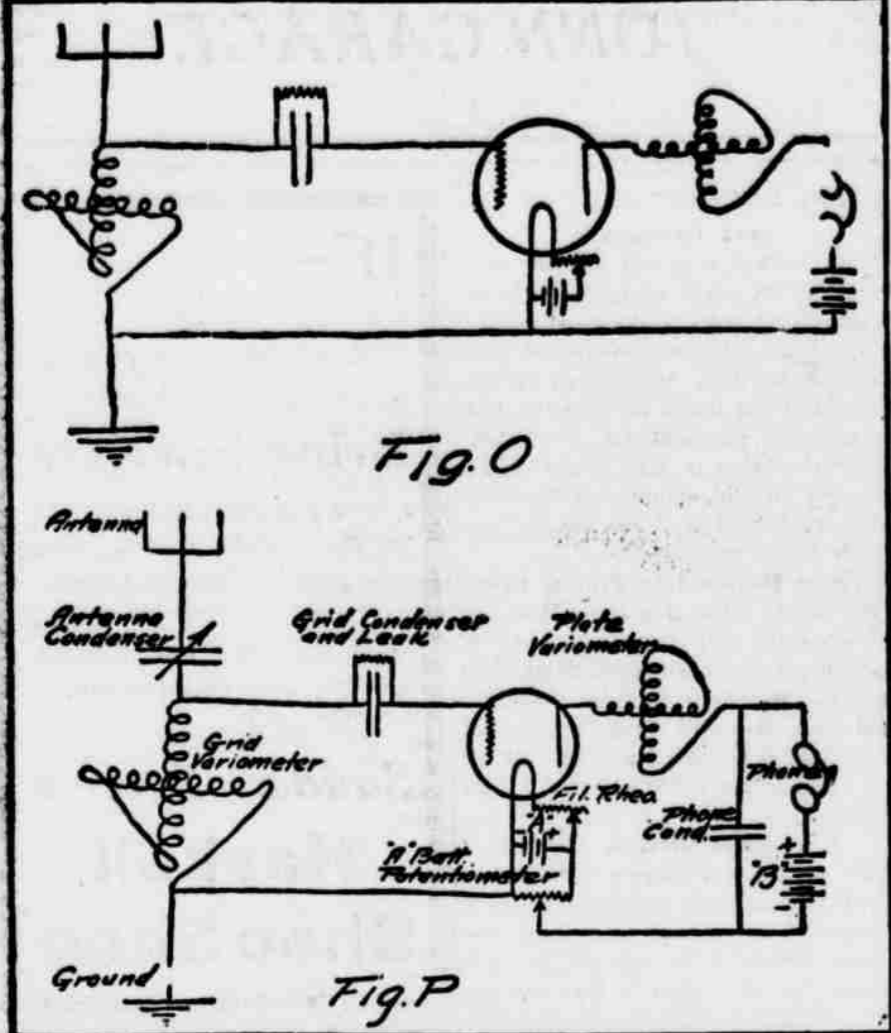 Fig. O
Antenna
Antenna
Condenser
Grid Condenser
and Leak
Plate
Variometer
Grid
Variometer
Fil. Rheo.
Phones
Phone
Cond.
"A" Batt.
Potentiometer
+
"B"
-
Ground
Fig. P